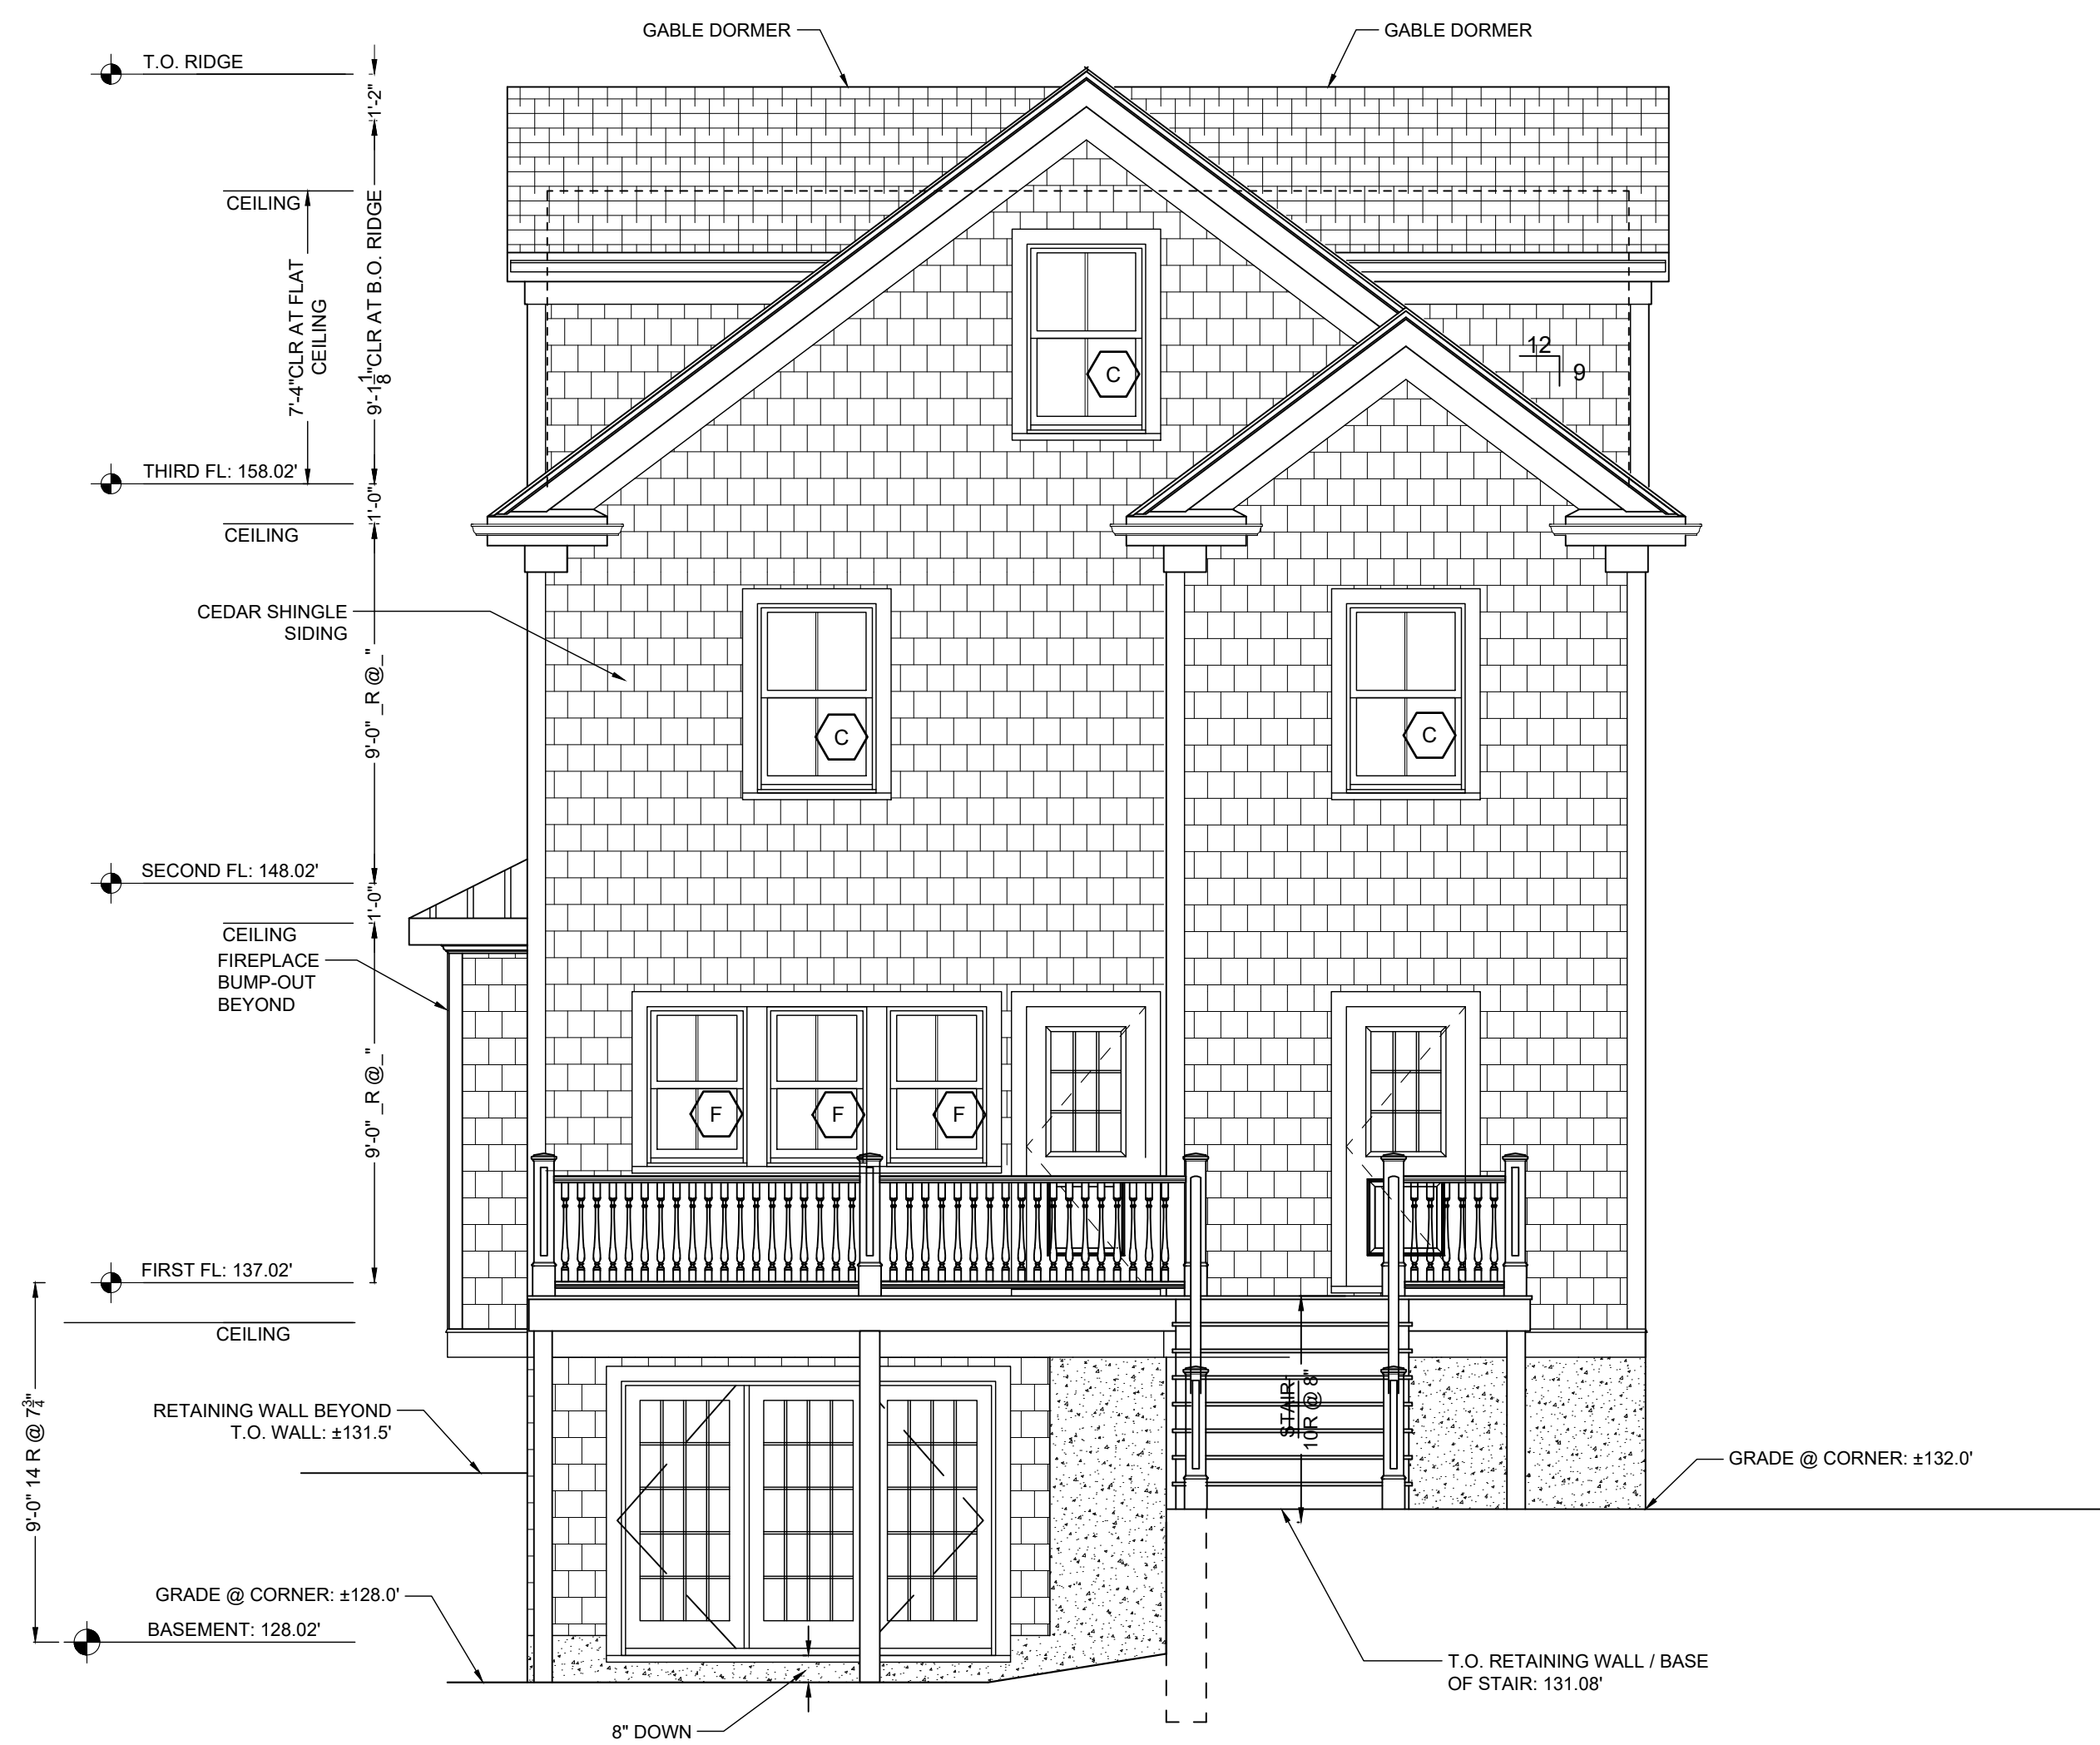 GABLE DORMER
GABLE DORMER
T.O. RIDGE
1'-2"
CEILING
7'-4"CLR AT FLAT
CEILING
9'-1 1/8"CLR AT B.O. RIDGE
C
12
9
THIRD FL: 158.02'
1'-0"
CEILING
CEDAR SHINGLE
SIDING
9'-0" _R @_"
C
C
SECOND FL: 148.02'
1'-0"
CEILING
FIREPLACE
BUMP-OUT
BEYOND
9'-0" _R @_"
F
F
F
FIRST FL: 137.02'
CEILING
9'-0" 14 R @ 7 3/4"
STAIR-
10R @ 8"
RETAINING WALL BEYOND
T.O. WALL: ±131.5'
GRADE @ CORNER: ±132.0'
GRADE @ CORNER: ±128.0'
BASEMENT: 128.02'
T.O. RETAINING WALL / BASE
OF STAIR: 131.08'
8" DOWN